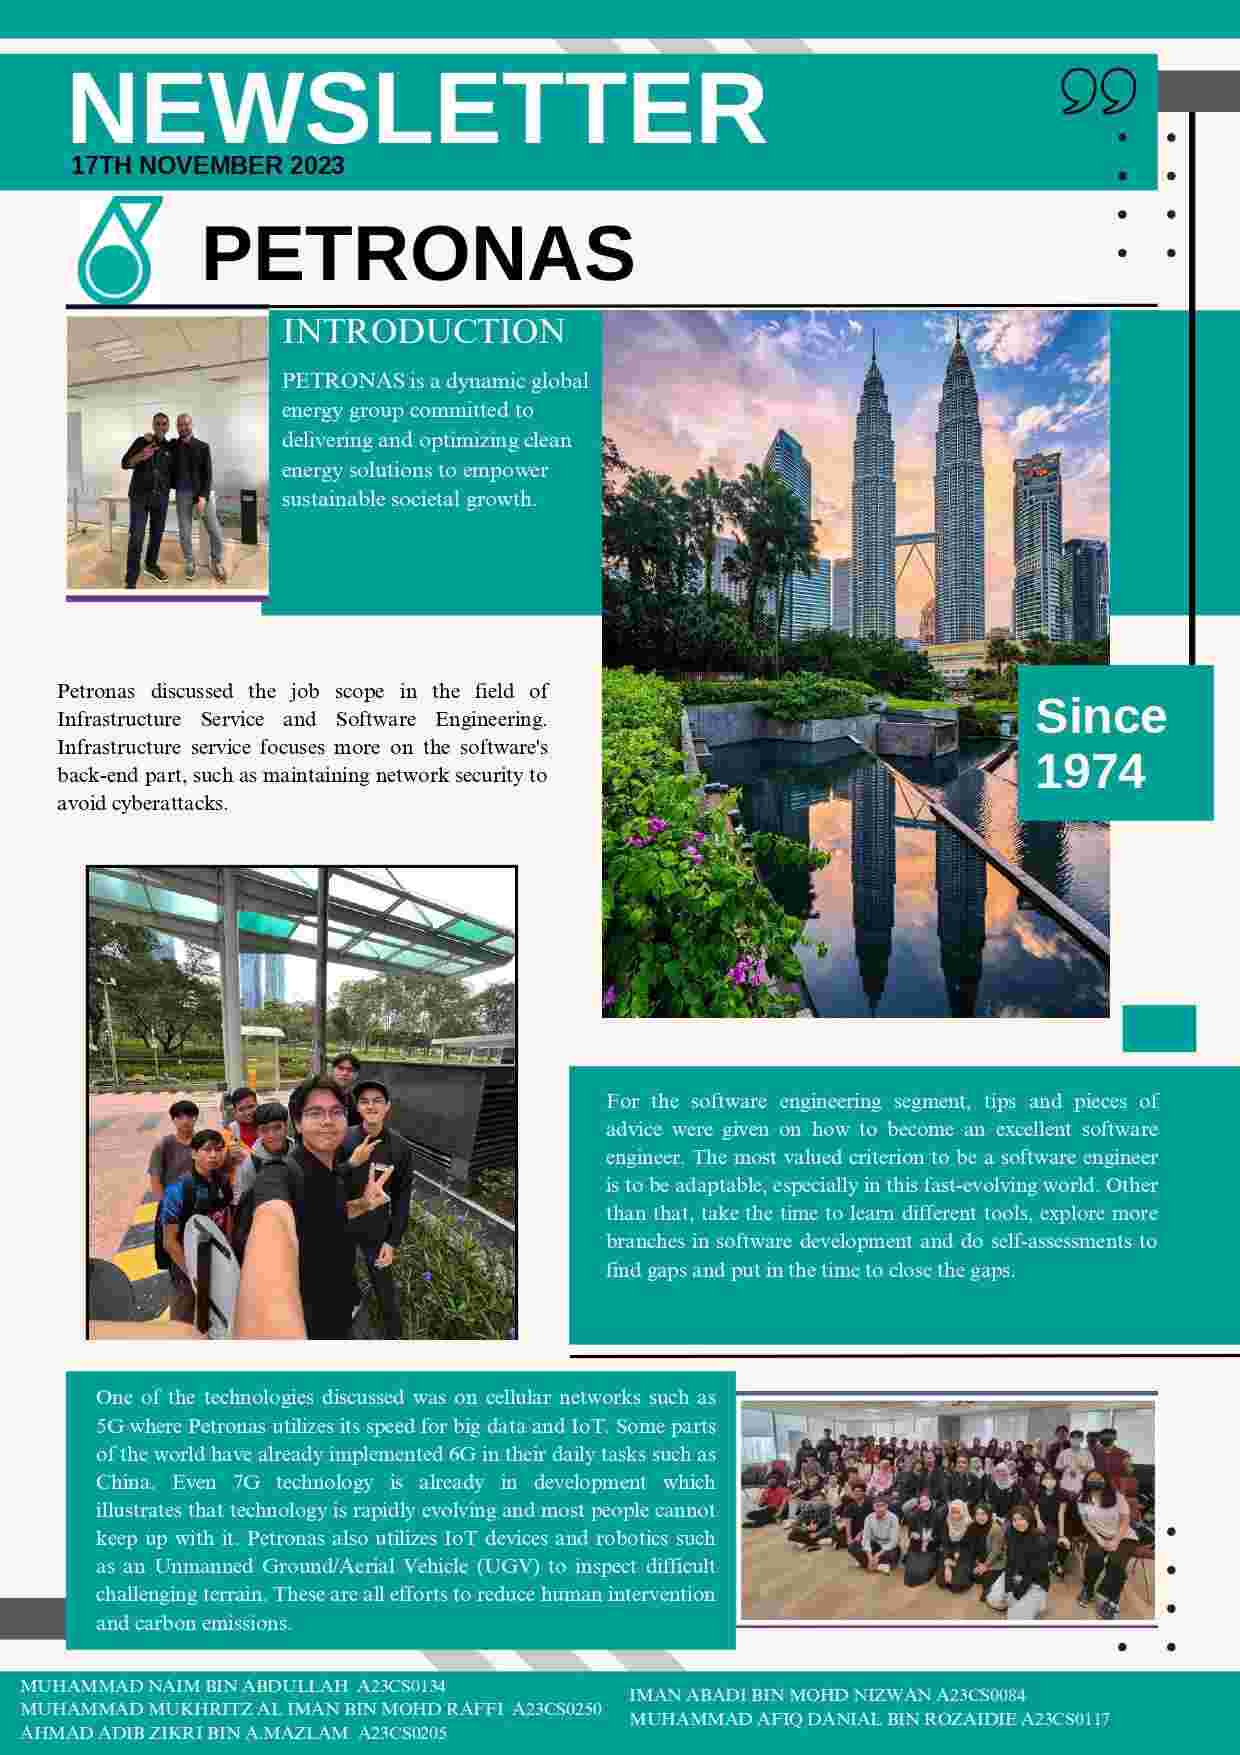 NEWSLETTER
17TH NOVEMBER 2023
PETRONAS
INTRODUCTION
PETRONAS is a dynamic global
energy group committed to
delivering and optimizing clean
energy solutions to empower
sustainable societal growth.
Since
1974
Petronas discussed the job scope in the field of
Infrastructure Service and Software Engineering.
Infrastructure service focuses more on the software's
back-end part, such as maintaining network security to
avoid cyberattacks.
For the software engineering segment, tips and pieces of
advice were given on how to become an excellent software
engineer. The most valued criterion to be a software engineer
is to be adaptable, especially in this fast-evolving world. Other
than that, take the time to learn different tools, explore more
branches in software development and do self-assessments to
find gaps and put in the time to close the gaps.
One of the technologies discussed was on cellular networks such as
5G where Petronas utilizes its speed for big data and IoT. Some parts
of the world have already implemented 6G in their daily tasks such as
China. Even 7G technology is already in development which
illustrates that technology is rapidly evolving and most people cannot
keep up with it. Petronas also utilizes IoT devices and robotics such
as an Unmanned Ground/Aerial Vehicle (UGV) to inspect difficult
challenging terrain. These are all efforts to reduce human intervention
and carbon emissions.
MUHAMMAD NAIM BIN ABDULLAH A23CS0134
MUHAMMAD MUKHRITZ AL IMAN BIN MOHD RAFFI A23CS0250
AHMAD ADIB ZIKRI BIN A.MAZLAM A23CS0205
IMAN ABADI BIN MOHD NIZWAN A23CS0084
MUHAMMAD AFIQ DANIAL BIN ROZAIDIE A23CS0117